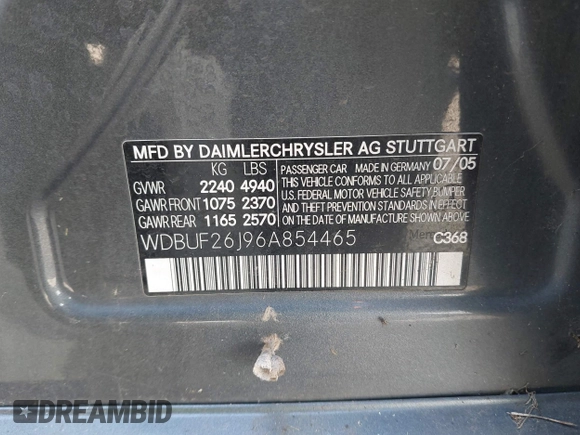 MFD BY DAIMLERCHRYSLER AG STUTTGART
KG LBS
GVWR 2240 4940
GAWR FRONT 1075 2370
GAWR REAR 1165 2570
PASSENGER CAR MADE IN GERMANY 07/05
THIS VEHICLE CONFORMS TO ALL APPLICABLE
U.S. FEDERAL MOTOR VEHICLE SAFETY, BUMPER
AND THEFT PREVENTION STANDARDS IN EFFECT
ON THE DATE OF MANUFACTURE SHOWN ABOVE
WDBUF26J96A854465
C368
DREAMBID